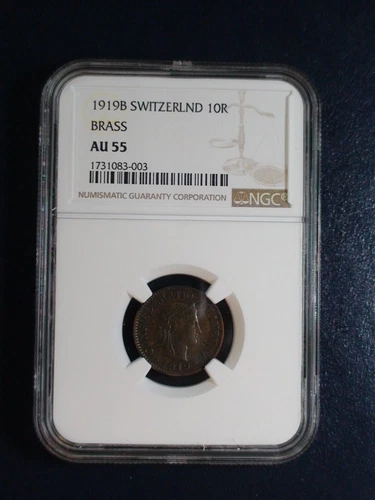 1919B SWITZERLND 10R
BRASS
AU 55
1731083-003
NUMISMATIC GUARANTY CORPORATION
NGC